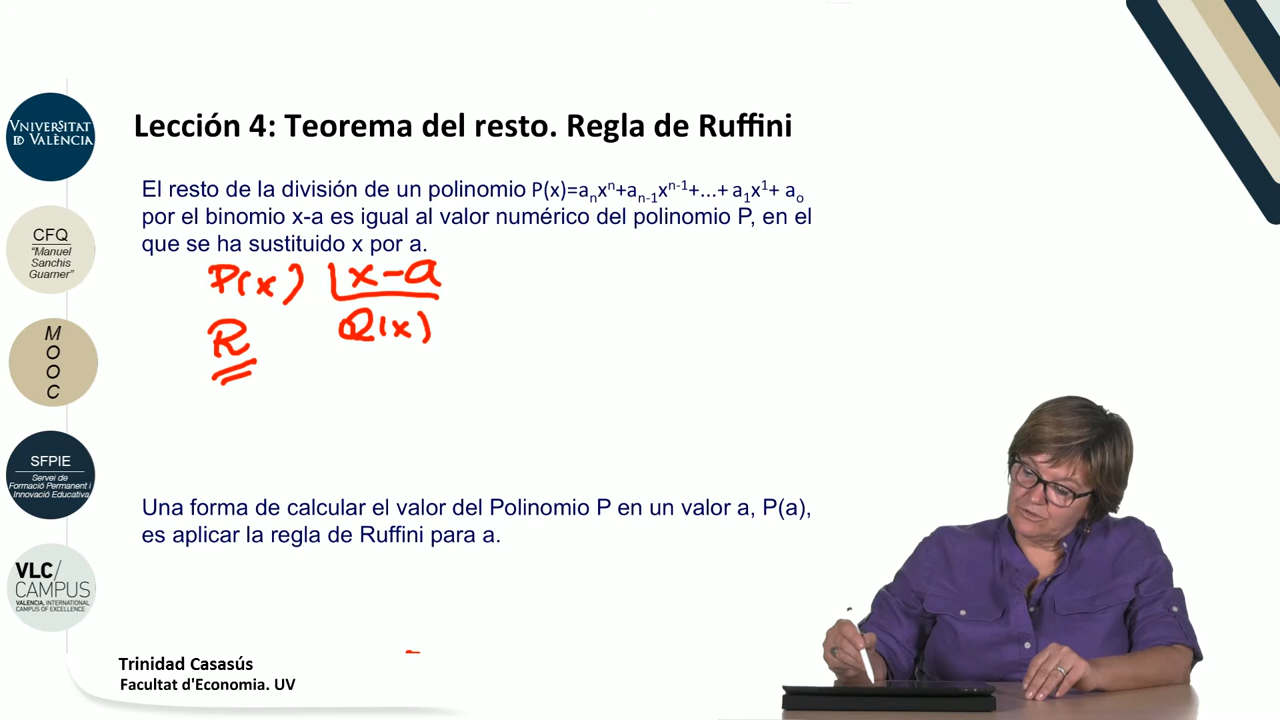 Lección 4: Teorema del resto. Regla de Ruffini
El resto de la división de un polinomio P(x)=aₙxⁿ+aₙ₋₁xⁿ⁻¹+...+ a₁x¹+ aₒ
por el binomio x-a es igual al valor numérico del polinomio P, en el
que se ha sustituido x por a.
P(x) x-a
R Q(x)
Una forma de calcular el valor del Polinomio P en un valor a, P(a),
es aplicar la regla de Ruffini para a.
VNIVERSITAT
DE VALÈNCIA
CFQ
"Manuel
Sanchis
Guarner"
M
O
O
C
SFPIE
Servei de
Formació Permanent i
Innovació Educativa
VLC/
CAMPUS
VALENCIA, INTERNATIONAL
CAMPUS OF EXCELLENCE
Trinidad Casasús
Facultat d'Economia. UV